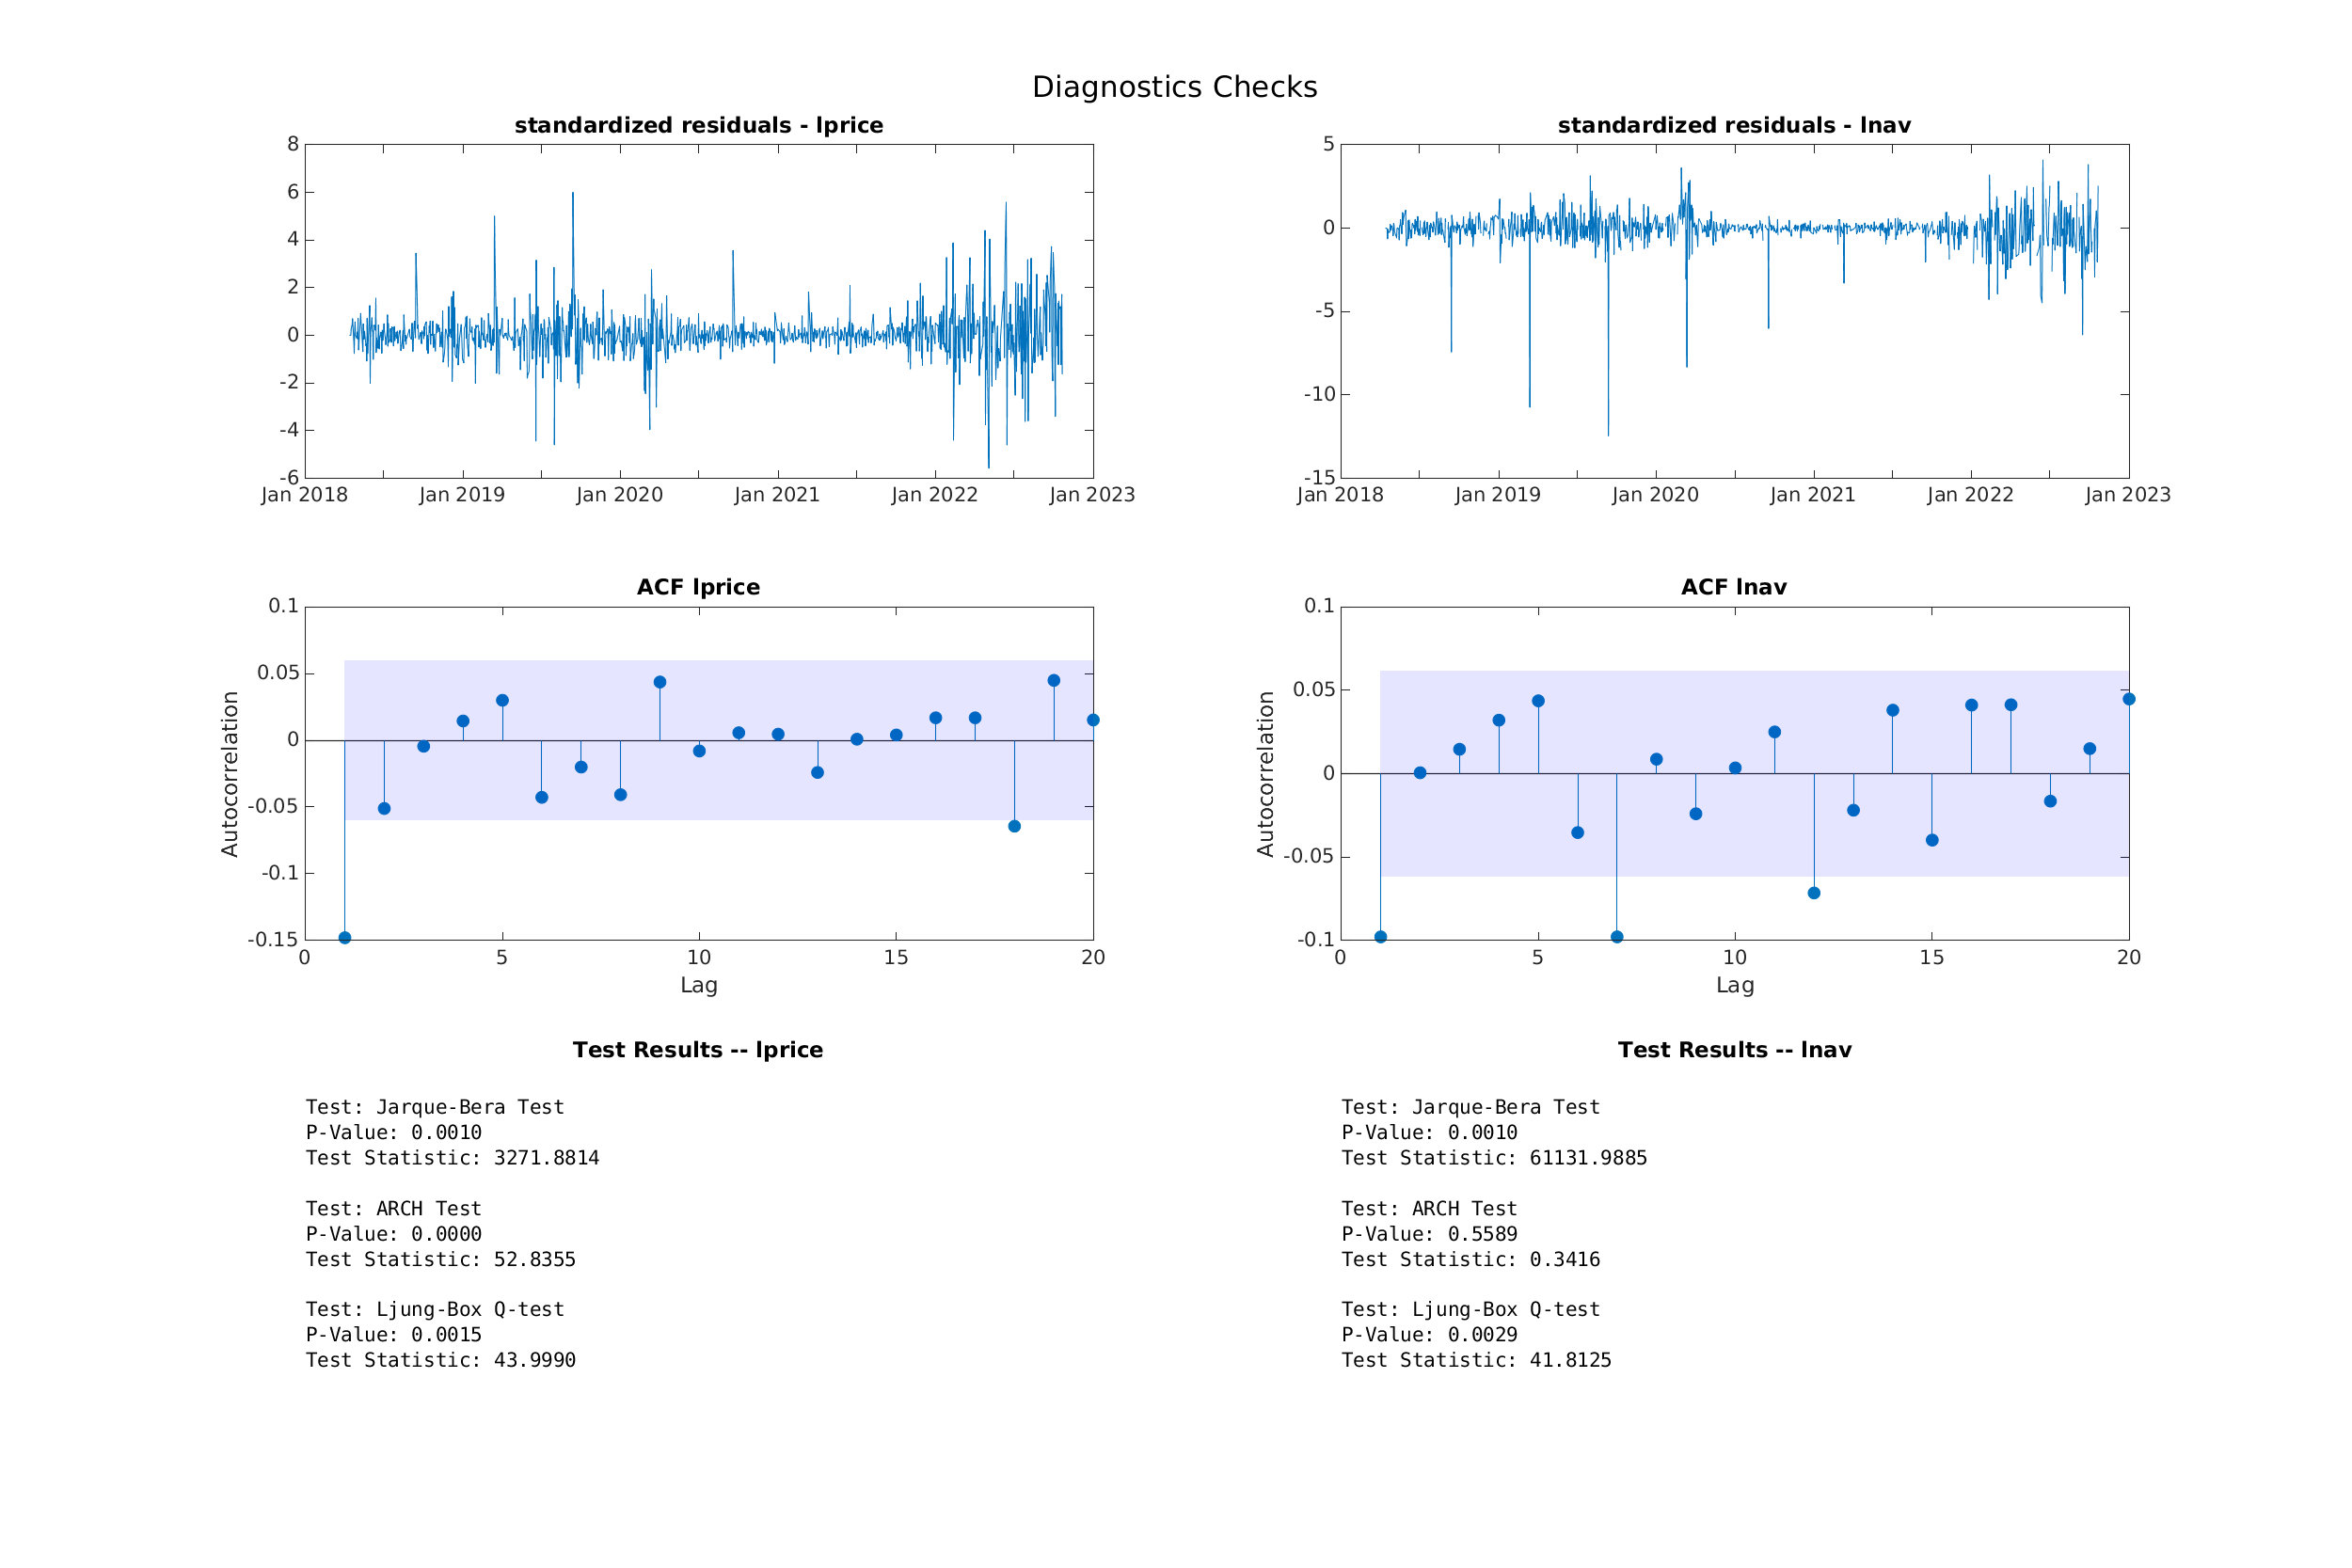 Diagnostics Checks
standardized residuals - lprice
8
6
4
2
0
-2
-4
-6
Jan 2018 Jan 2019 Jan 2020 Jan 2021 Jan 2022 Jan 2023
standardized residuals - lnav
5
0
-5
-10
-15
Jan 2018 Jan 2019 Jan 2020 Jan 2021 Jan 2022 Jan 2023
ACF lprice
Autocorrelation
0.1
0.05
0
-0.05
-0.1
-0.15
0 5 10 15 20
Lag
ACF lnav
Autocorrelation
0.1
0.05
0
-0.05
-0.1
0 5 10 15 20
Lag
Test Results -- lprice
Test: Jarque-Bera Test
P-Value: 0.0010
Test Statistic: 3271.8814
Test: ARCH Test
P-Value: 0.0000
Test Statistic: 52.8355
Test: Ljung-Box Q-test
P-Value: 0.0015
Test Statistic: 43.9990
Test Results -- lnav
Test: Jarque-Bera Test
P-Value: 0.0010
Test Statistic: 61131.9885
Test: ARCH Test
P-Value: 0.5589
Test Statistic: 0.3416
Test: Ljung-Box Q-test
P-Value: 0.0029
Test Statistic: 41.8125